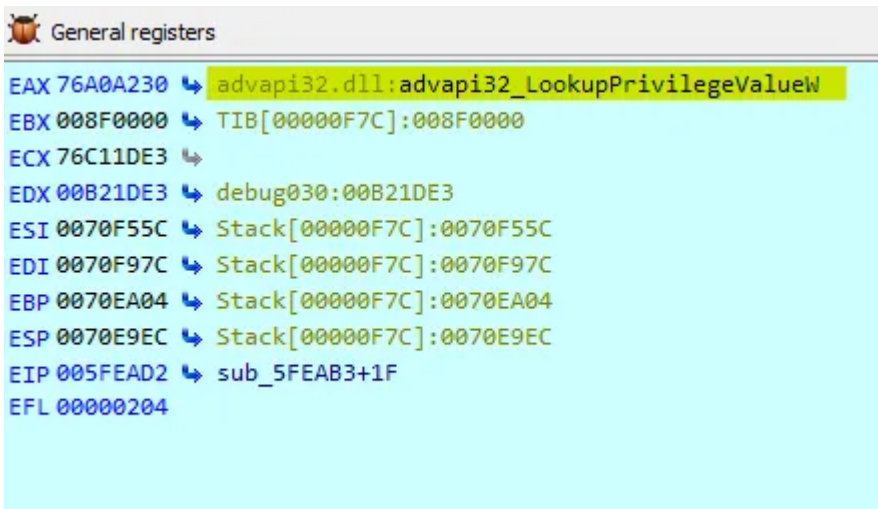 General registers
EAX 76A0A230 advapi32.dll:advapi32_LookupPrivilegeValueW
EBX 008F0000 TIB[00000F7C]:008F0000
ECX 76C11DE3
EDX 00B21DE3 debug030:00B21DE3
ESI 0070F55C Stack[00000F7C]:0070F55C
EDI 0070F97C Stack[00000F7C]:0070F97C
EBP 0070EA04 Stack[00000F7C]:0070EA04
ESP 0070E9EC Stack[00000F7C]:0070E9EC
EIP 005FEAD2 sub_5FEAB3+1F
EFL 00000204